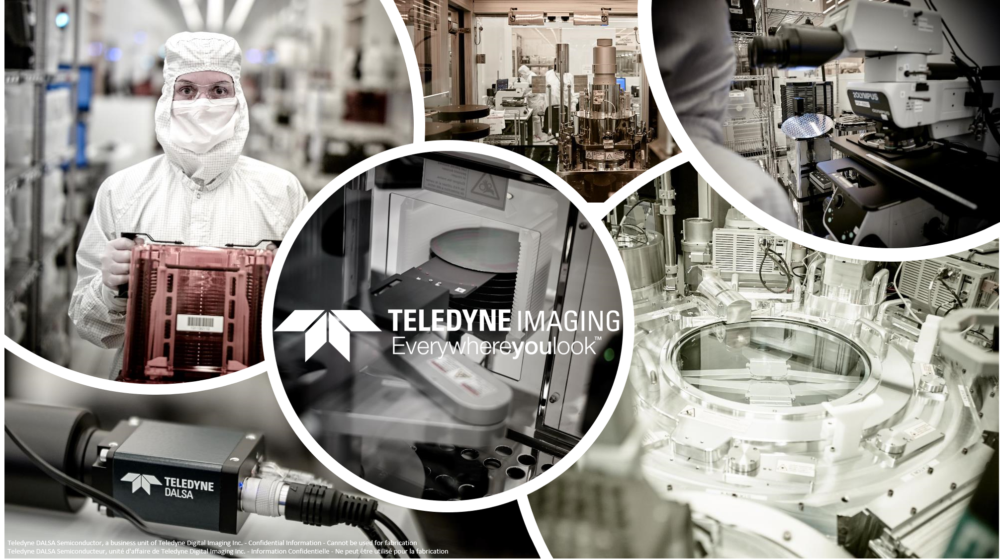 OLYMPUS
TELEDYNE IMAGING
Everywhereyoulook™
TELEDYNE
DALSA
Teledyne DALSA Semiconductor, a business unit of Teledyne Digital Imaging Inc. - Confidential Information - Cannot be used for fabrication
Teledyne DALSA Semiconducteur, unité d'affaire de Teledyne Digital Imaging Inc. - Information Confidentielle - Ne peut être utilisé pour la fabrication